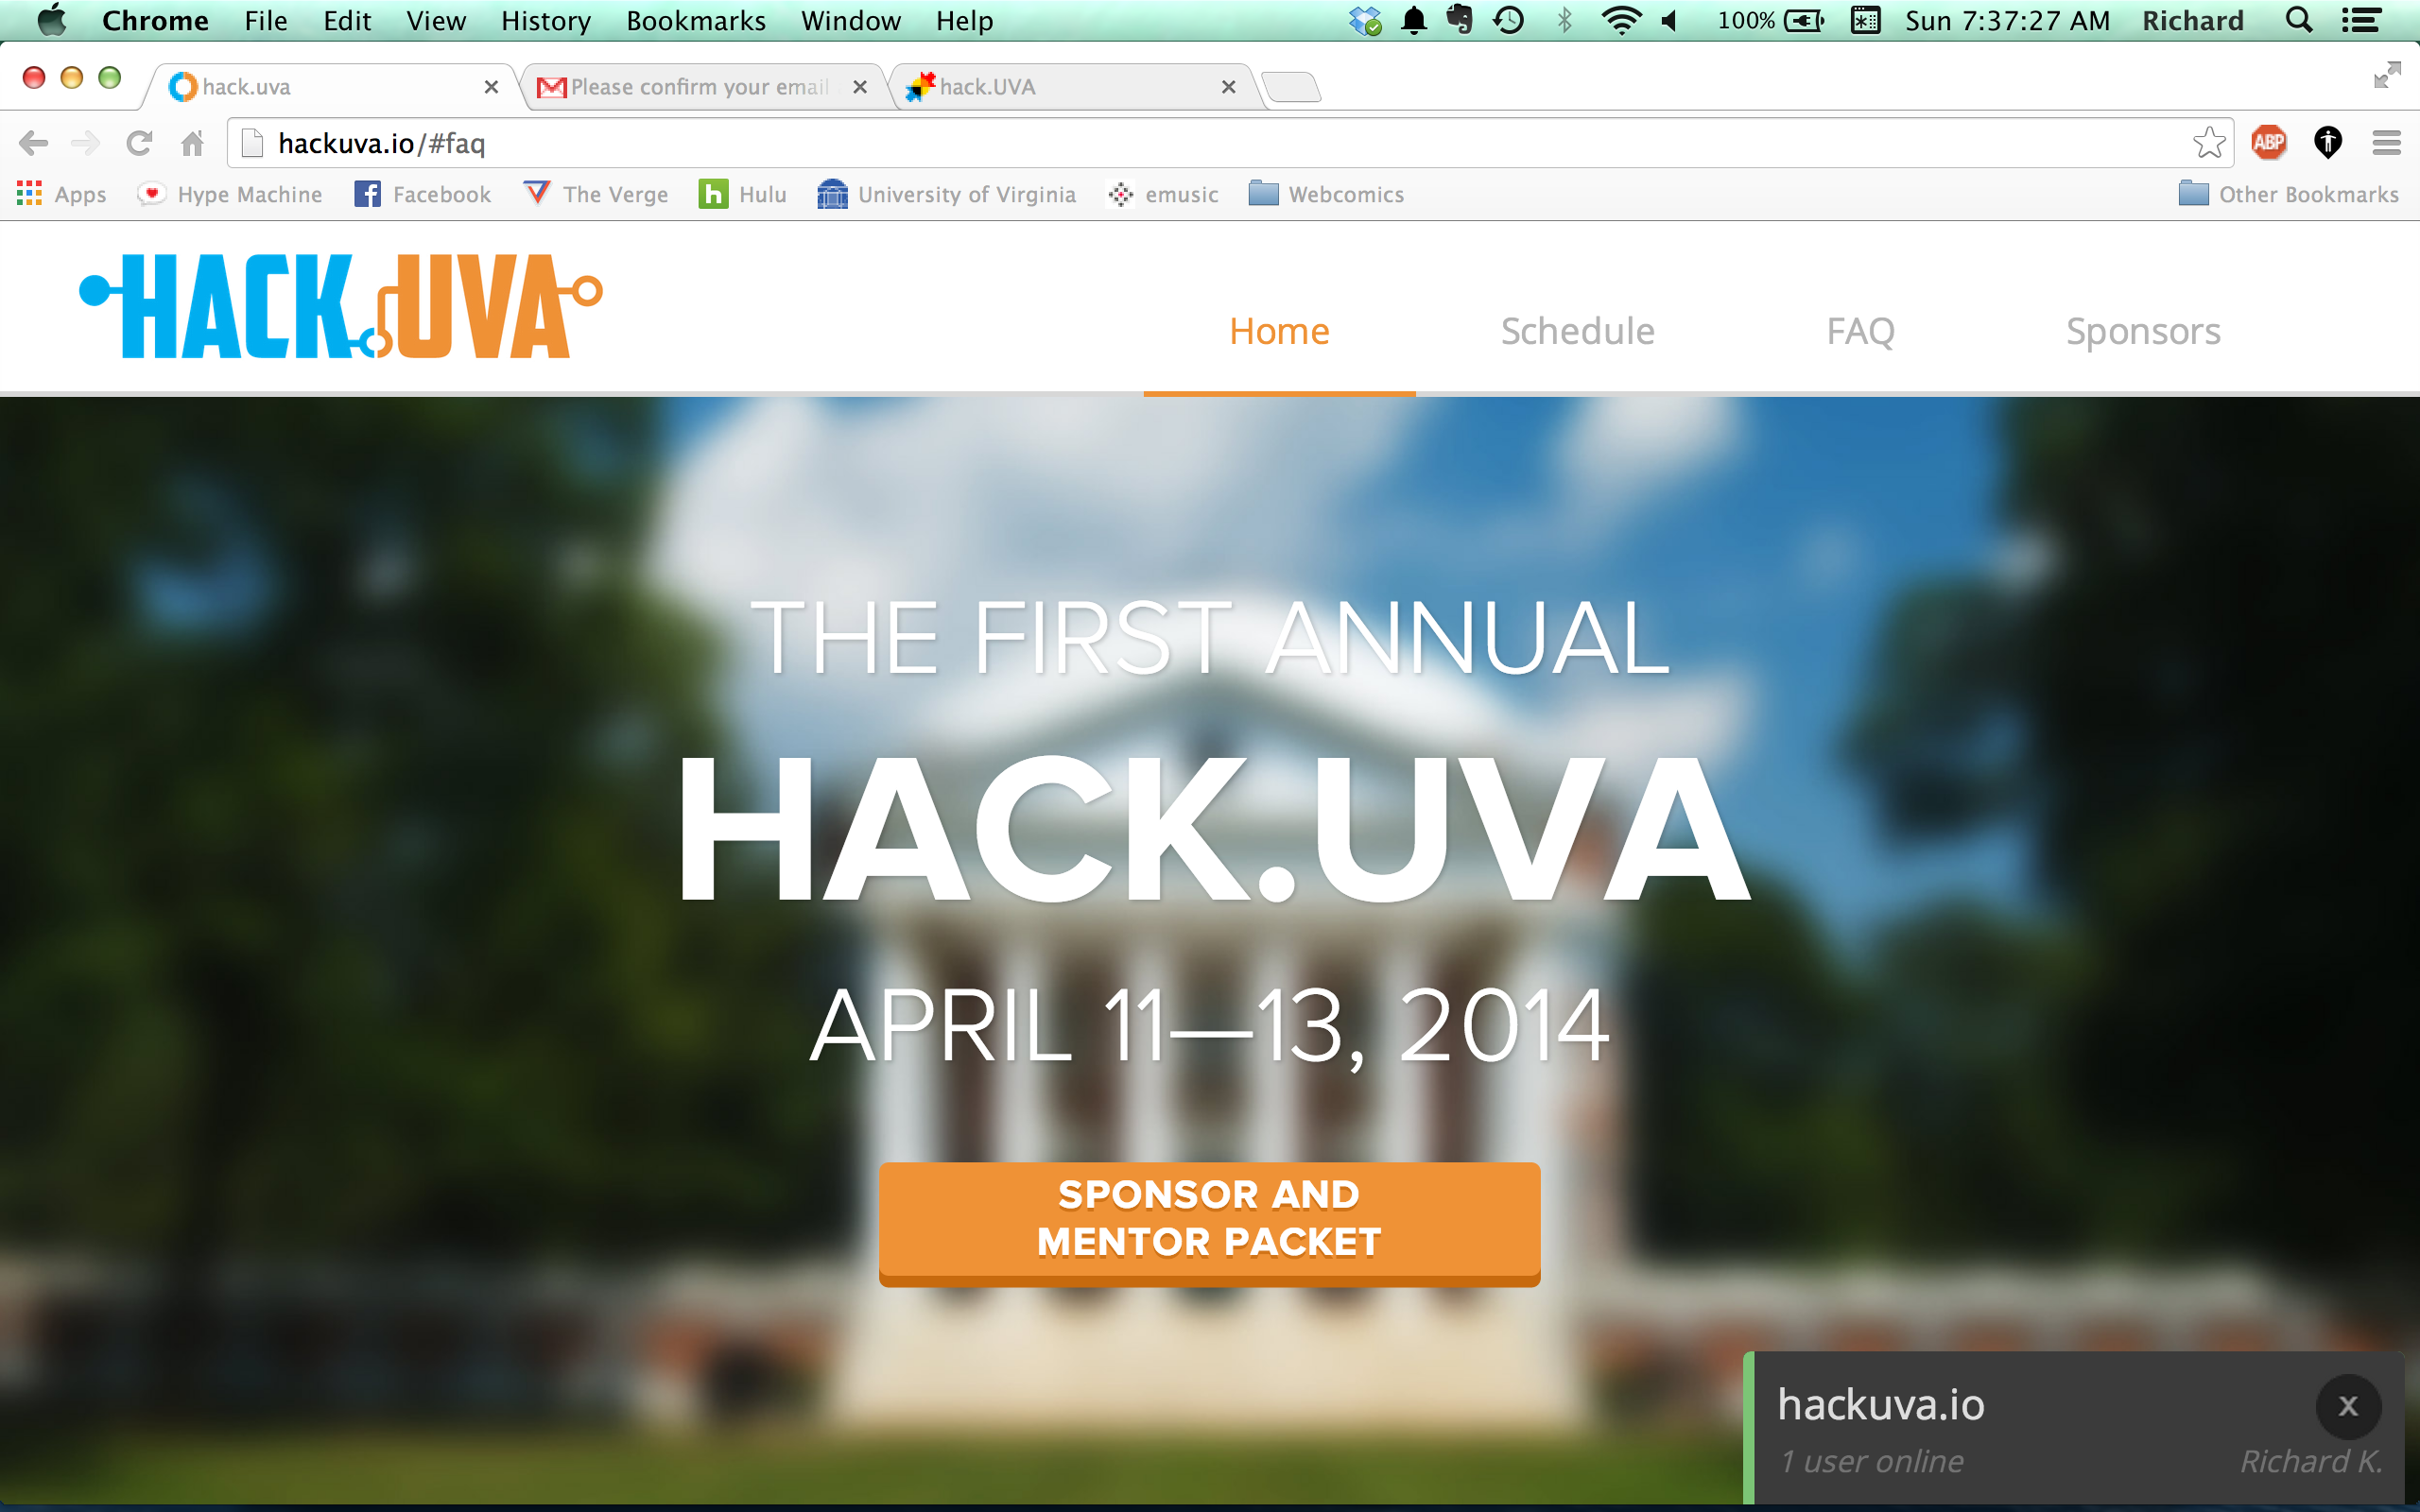 Chrome File Edit View History Bookmarks Window Help 100% Sun 7:37:27 AM Richard
hack.uva Please confirm your email hack.UVA
hackuva.io/#faq ABP
Apps Hype Machine Facebook The Verge h Hulu University of Virginia emusic Webcomics Other Bookmarks
HACK.UVA
Home Schedule FAQ Sponsors
THE FIRST ANNUAL
HACK.UVA
APRIL 11—13, 2014
SPONSOR AND
MENTOR PACKET
hackuva.io x
1 user online Richard K.